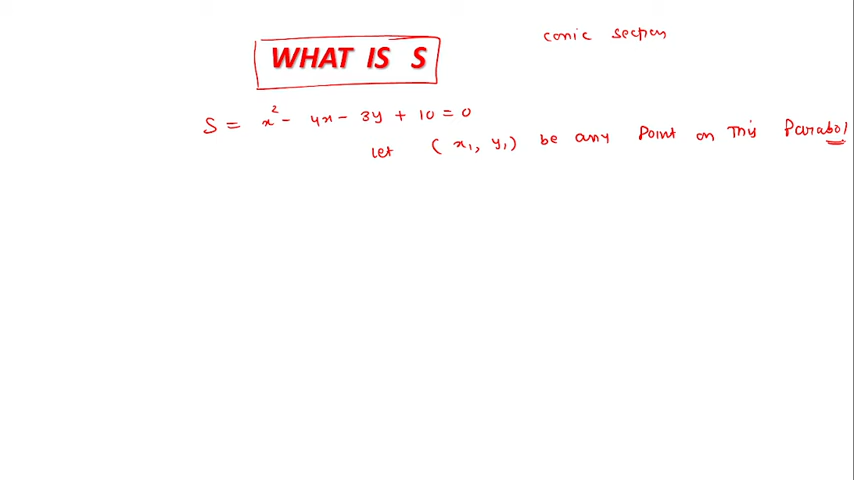 conic section
WHAT IS S
S = x² - 4x - 3y + 10 = 0
Let (x₁, y₁) be any Point on This Parabol